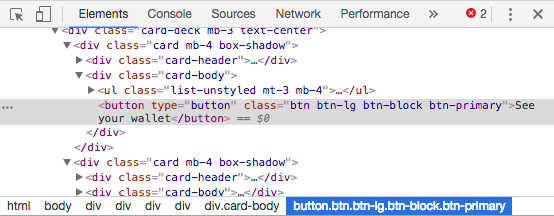 Elements Console Sources Network Performance » 2
▼<div class="card-deck mb-3 text-center">
▼<div class="card mb-4 box-shadow">
▶<div class="card-header">…</div>
▼<div class="card-body">
▶<ul class="list-unstyled mt-3 mb-4">…</ul>
… <button type="button" class="btn btn-lg btn-block btn-primary">See
your wallet</button> == $0
</div>
</div>
▼<div class="card mb-4 box-shadow">
▶<div class="card-header">…</div>
▶<div class="card-body">…</div>
html body div div div div div.card-body button.btn.btn-lg.btn-block.btn-primary